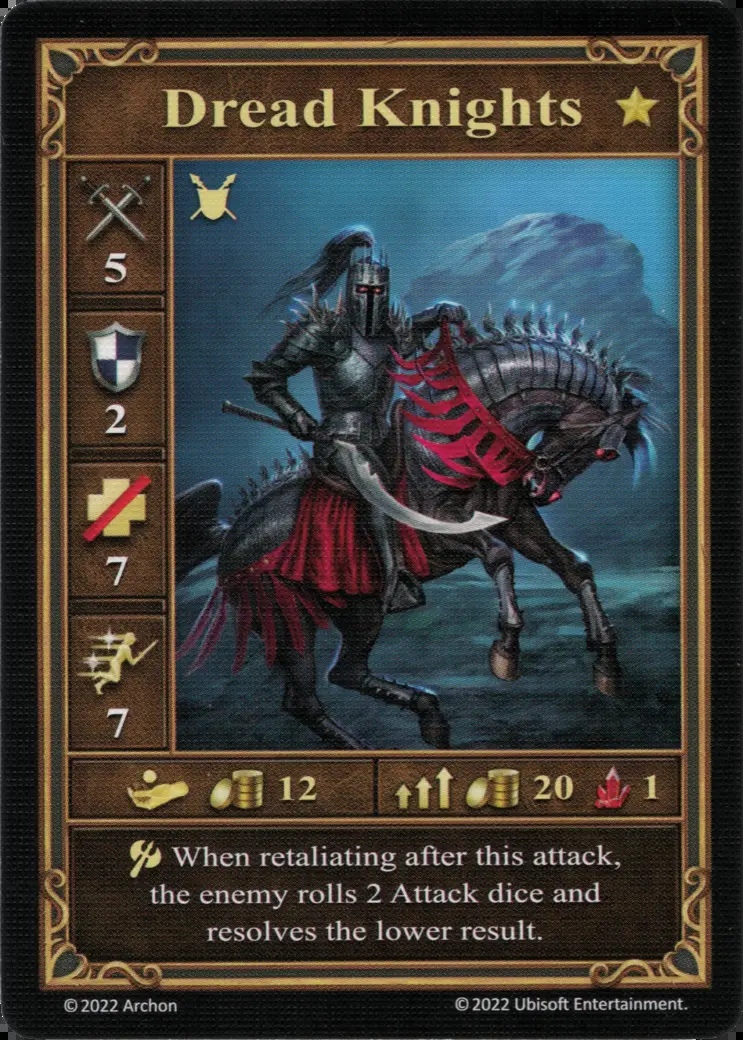 Dread Knights
5
2
7
7
12
20 1
When retaliating after this attack,
the enemy rolls 2 Attack dice and
resolves the lower result.
© 2022 Archon
© 2022 Ubisoft Entertainment.